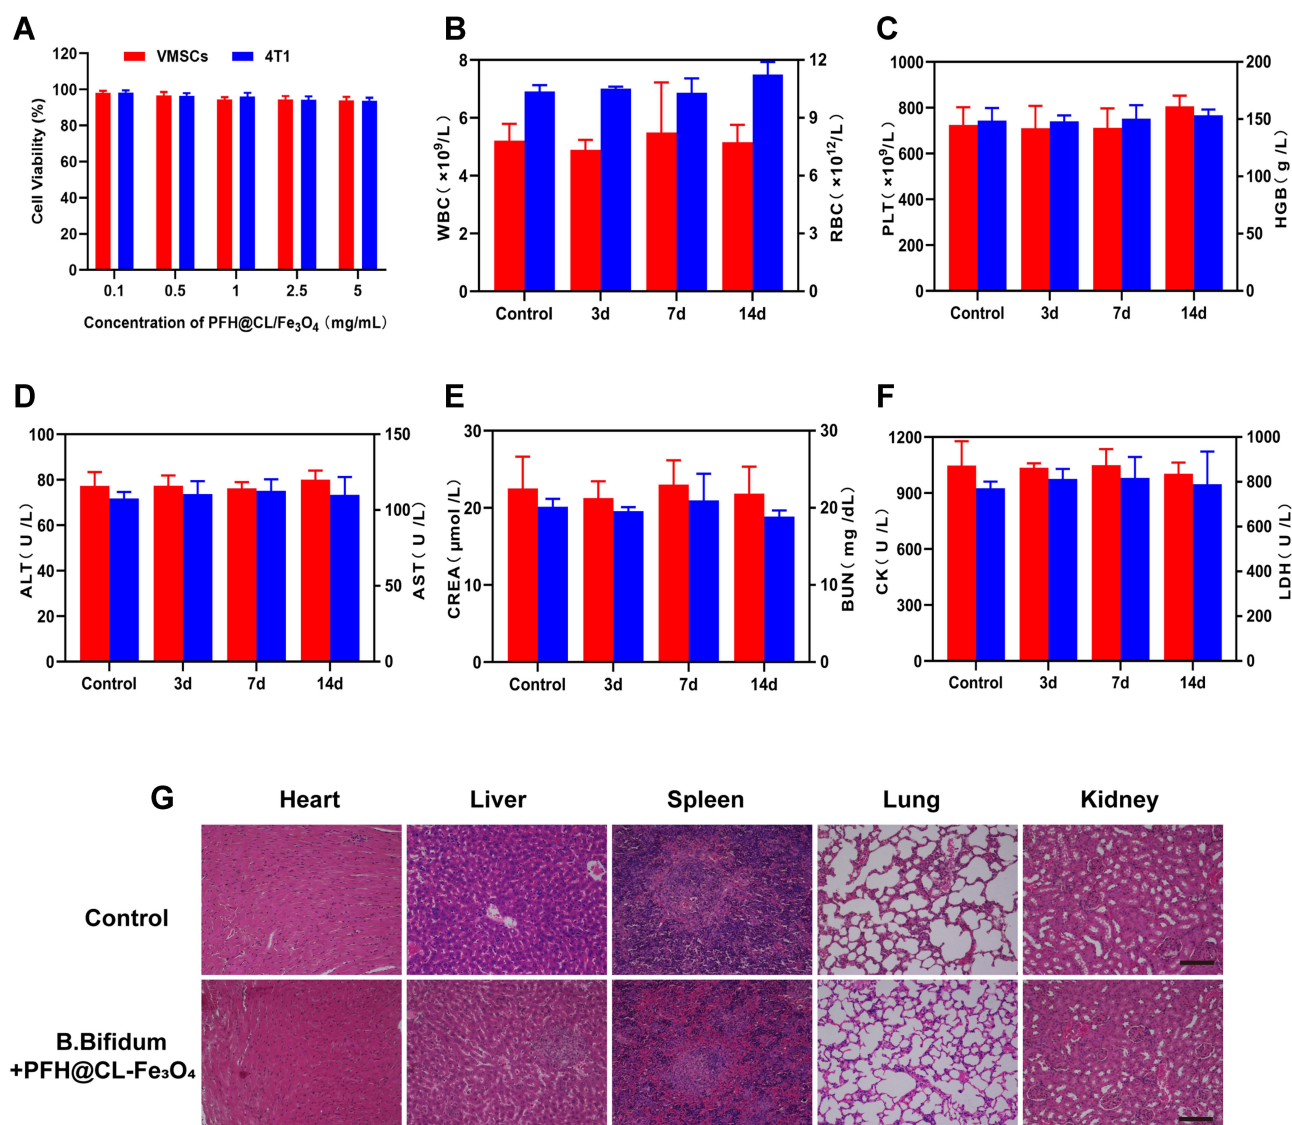 A
120
100
80
60
40
20
0
Cell Viability (%)
VMSCs
4T1
0.1 0.5 1 2.5 5
Concentration of PFH@CL/Fe₃O₄ (mg/mL)
B
8
6
4
2
0
WBC( ×10⁹/L)
12
9
6
3
0
RBC( ×10¹²/L)
Control 3d 7d 14d
C
1000
800
600
400
200
0
PLT( ×10⁹/L)
200
150
100
50
0
HGB( g /L)
Control 3d 7d 14d
D
100
80
60
40
20
0
ALT( U /L)
150
100
50
0
AST( U /L)
Control 3d 7d 14d
E
30
20
10
0
CREA( μmol /L)
30
20
10
0
BUN( mg /dL)
Control 3d 7d 14d
F
1200
900
600
300
0
CK( U /L)
1000
800
600
400
200
0
LDH( U /L)
Control 3d 7d 14d
G
Heart Liver Spleen Lung Kidney
Control
B.Bifidum
+PFH@CL-Fe₃O₄